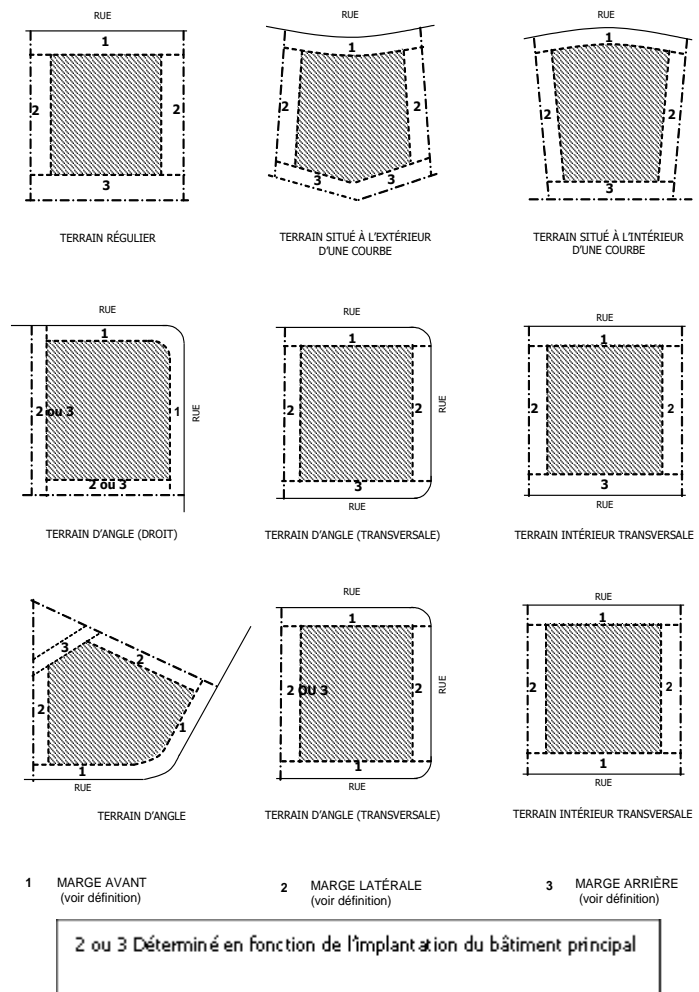 RUE
RUE
RUE
1
1
1
2
2
2
2
2
2
3
3
3
3
TERRAIN RÉGULIER
TERRAIN SITUÉ À L'EXTÉRIEUR
D'UNE COURBE
TERRAIN SITUÉ À L'INTÉRIEUR
D'UNE COURBE
RUE
RUE
RUE
1
1
1
2 ou 3
1
RUE
2
2
RUE
2
2
2 ou 3
3
3
RUE
RUE
TERRAIN D'ANGLE (DROIT)
TERRAIN D'ANGLE (TRANSVERSALE)
TERRAIN INTÉRIEUR TRANSVERSALE
RUE
RUE
1
1
3
2
2
1
2 OU 3
2
RUE
2
2
1
1
1
RUE
RUE
RUE
TERRAIN D'ANGLE
TERRAIN D'ANGLE (TRANSVERSALE)
TERRAIN INTÉRIEUR TRANSVERSALE
1 MARGE AVANT
(voir définition)
2 MARGE LATÉRALE
(voir définition)
3 MARGE ARRIÈRE
(voir définition)
2 ou 3 Déterminé en fonction de l'implantation du bâtiment principal